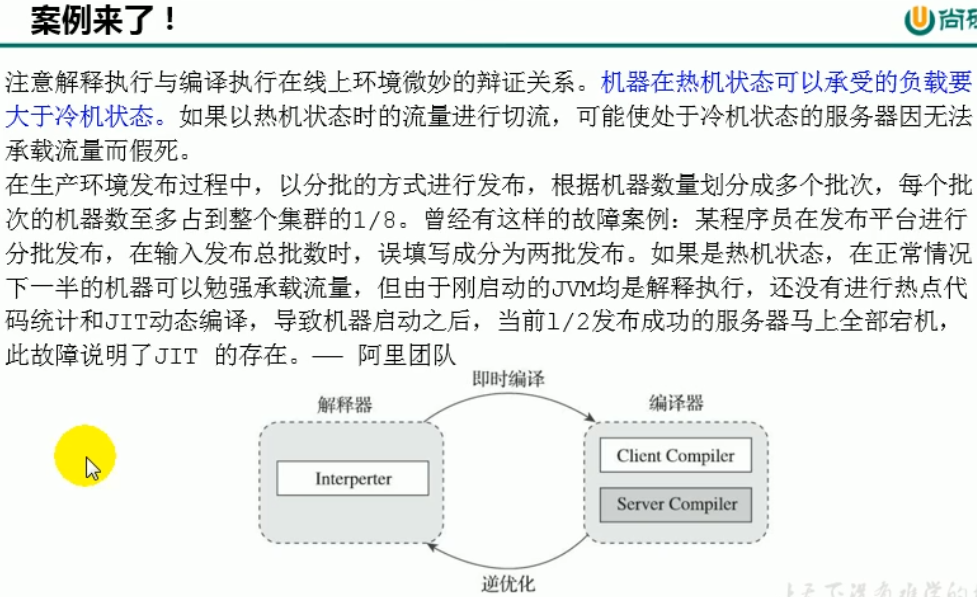 案例来了！
尚硅
注意解释执行与编译执行在线上环境微妙的辩证关系。机器在热机状态可以承受的负载要
大于冷机状态。如果以热机状态时的流量进行切流，可能使处于冷机状态的服务器因无法
承载流量而假死。
在生产环境发布过程中，以分批的方式进行发布，根据机器数量划分成多个批次，每个批
次的机器数至多占到整个集群的1/8。曾经有这样的故障案例：某程序员在发布平台进行
分批发布，在输入发布总批数时，误填写成分为两批发布。如果是热机状态，在正常情况
下一半的机器可以勉强承载流量，但由于刚启动的JVM均是解释执行，还没有进行热点代
码统计和JIT动态编译，导致机器启动之后，当前1/2发布成功的服务器马上全部宕机，
此故障说明了JIT 的存在。—— 阿里团队
即时编译
解释器
编译器
Interperter
Client Compiler
Server Compiler
逆优化